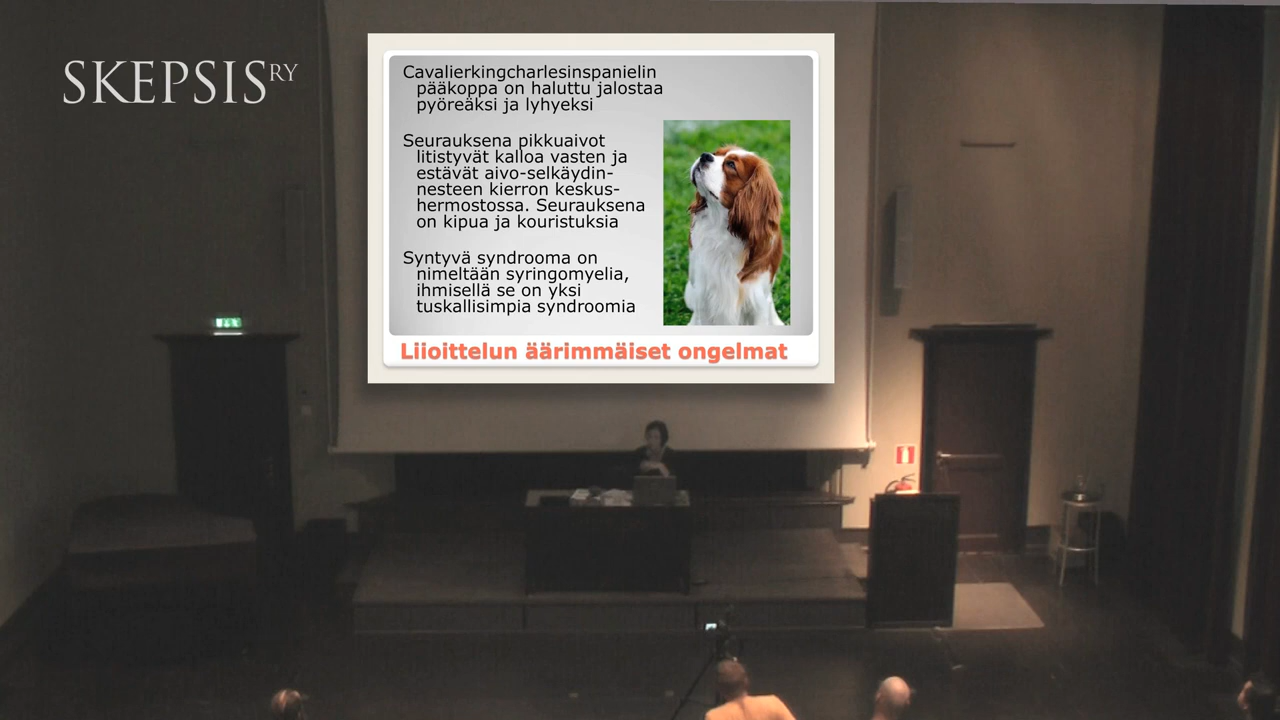 SKEPSIS RY
Cavalierkingcharlesinspanielin
pääkoppa on haluttu jalostaa
pyöreäksi ja lyhyeksi
Seurauksena pikkuaivot
litistyvät kalloa vasten ja
estävät aivo-selkäydin-
nesteen kierron keskus-
hermostossa. Seurauksena
on kipua ja kouristuksia
Syntyvä syndrooma on
nimeltään syringomyelia,
ihmisellä se on yksi
tuskallisimpia syndroomia
Liioittelun äärimmäiset ongelmat